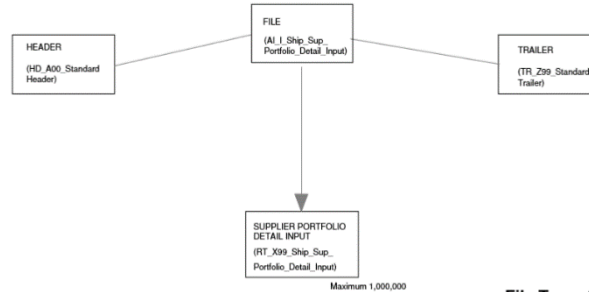 FILE
(AI_I_Ship_Sup_
Portfolio_Detail_Input)
HEADER
(HD_A00_Standard
Header)
TRAILER
(TR_Z99_Standard
Trailer)
SUPPLIER PORTFOLIO
DETAIL INPUT
(RT_X99_Ship_Sup_
Portfolio_Detail_Input)
Maximum 1,000,000